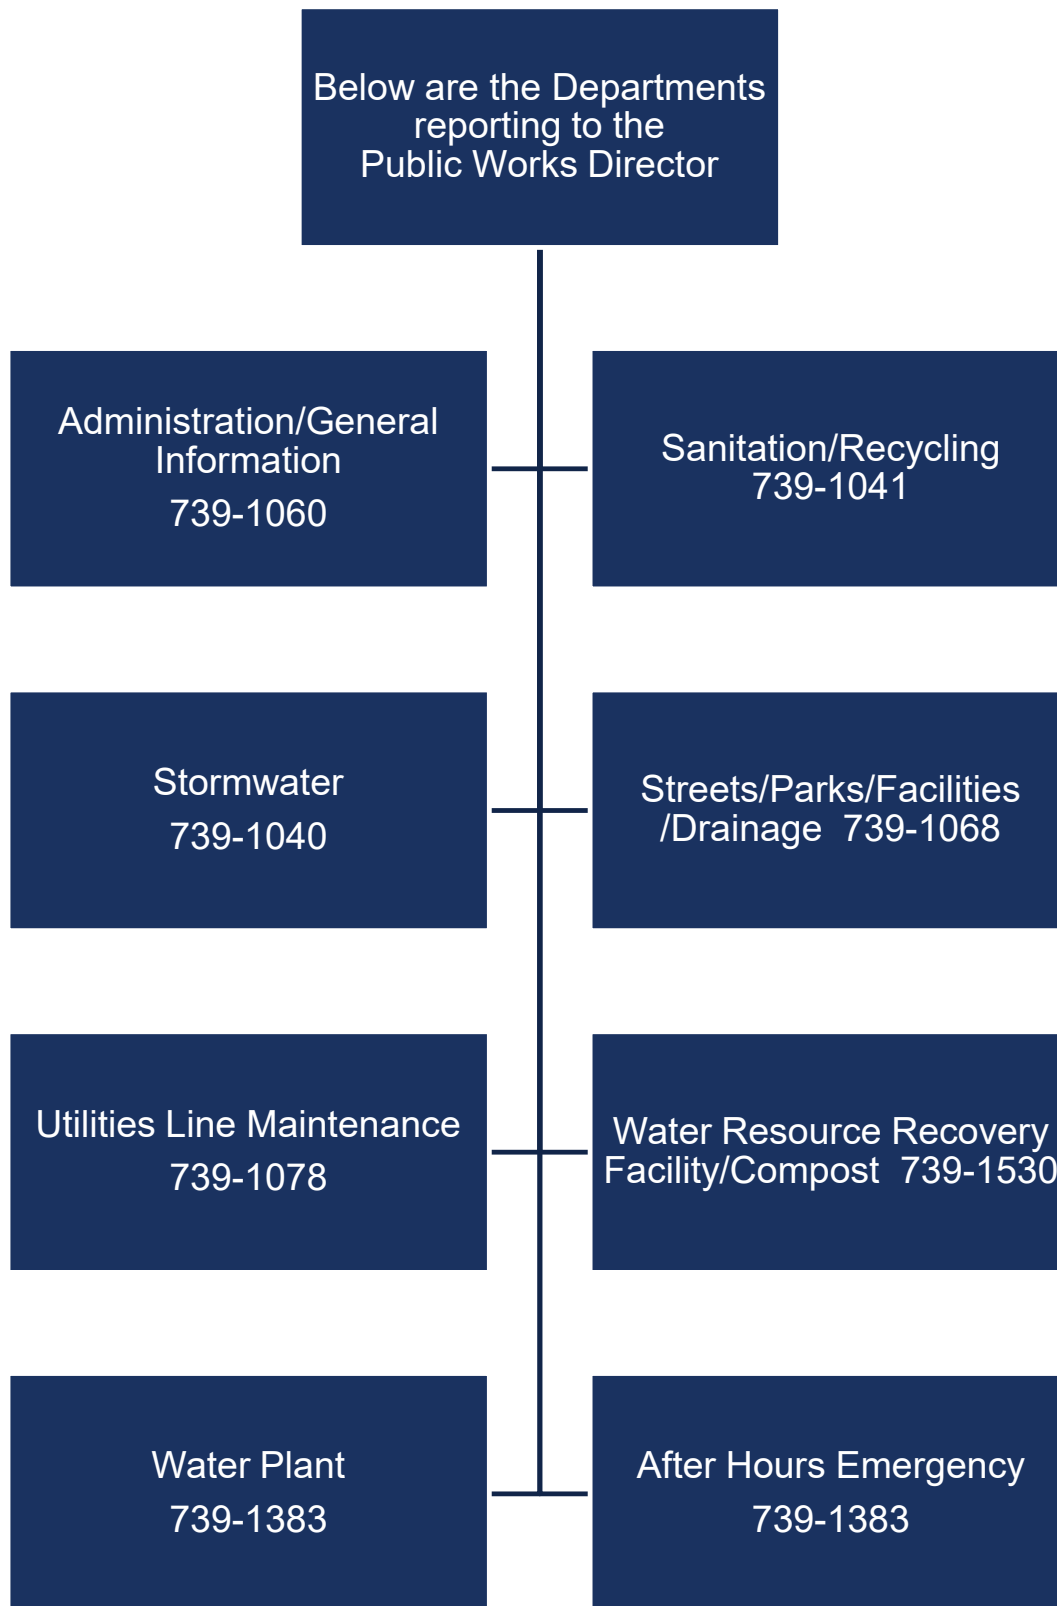 Below are the Departments
reporting to the
Public Works Director
Administration/General
Information
739-1060
Sanitation/Recycling
739-1041
Stormwater
739-1040
Streets/Parks/Facilities
/Drainage  739-1068
Utilities Line Maintenance
739-1078
Water Resource Recovery
Facility/Compost  739-1530
Water Plant
739-1383
After Hours Emergency
739-1383